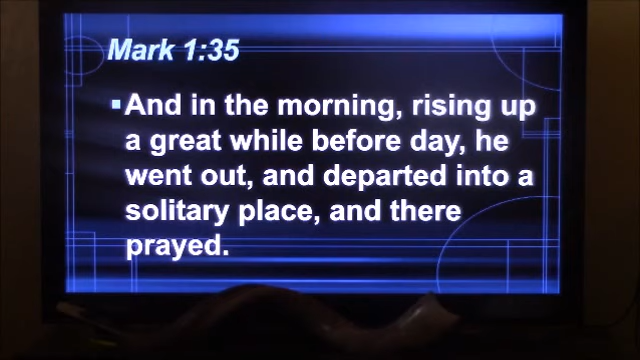 Mark 1:35
▪And in the morning, rising up
a great while before day, he
went out, and departed into a
solitary place, and there
prayed.